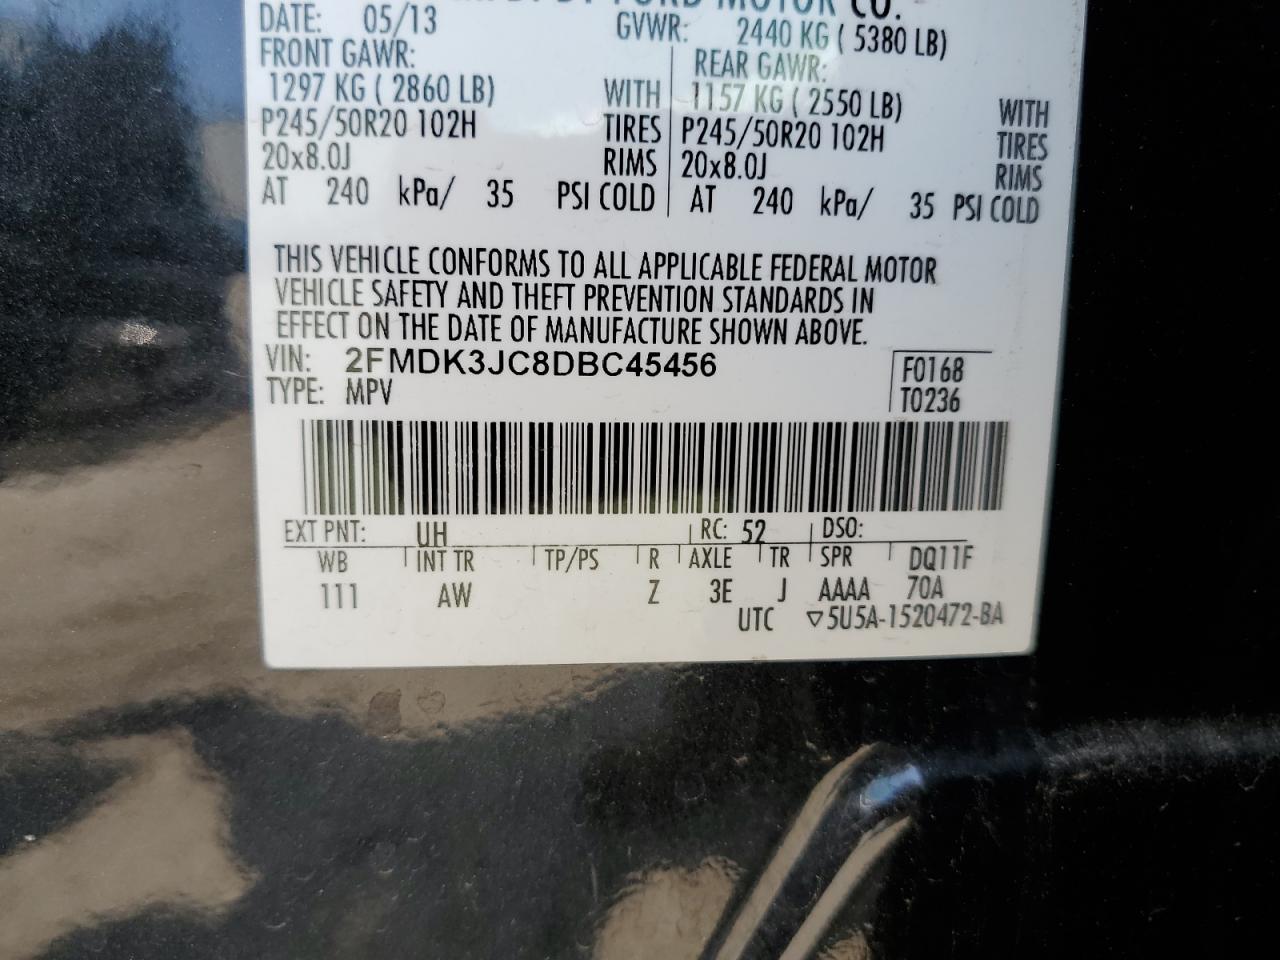 FORD MOTOR CO.
DATE: 05/13 GVWR: 2440 KG ( 5380 LB)
FRONT GAWR: REAR GAWR:
1297 KG ( 2860 LB) WITH 1157 KG ( 2550 LB) WITH
P245/50R20 102H TIRES P245/50R20 102H TIRES
20x8.0J RIMS 20x8.0J RIMS
AT 240 kPa/ 35 PSI COLD AT 240 kPa/ 35 PSI COLD
THIS VEHICLE CONFORMS TO ALL APPLICABLE FEDERAL MOTOR
VEHICLE SAFETY AND THEFT PREVENTION STANDARDS IN
EFFECT ON THE DATE OF MANUFACTURE SHOWN ABOVE.
VIN: 2FMDK3JC8DBC45456 F0168
TYPE: MPV T0236
EXT PNT: UH RC: 52 DSO:
WB INT TR TP/PS R AXLE TR SPR DQ11F
111 AW Z 3E J AAAA 70A
UTC ▽5U5A-1520472-BA